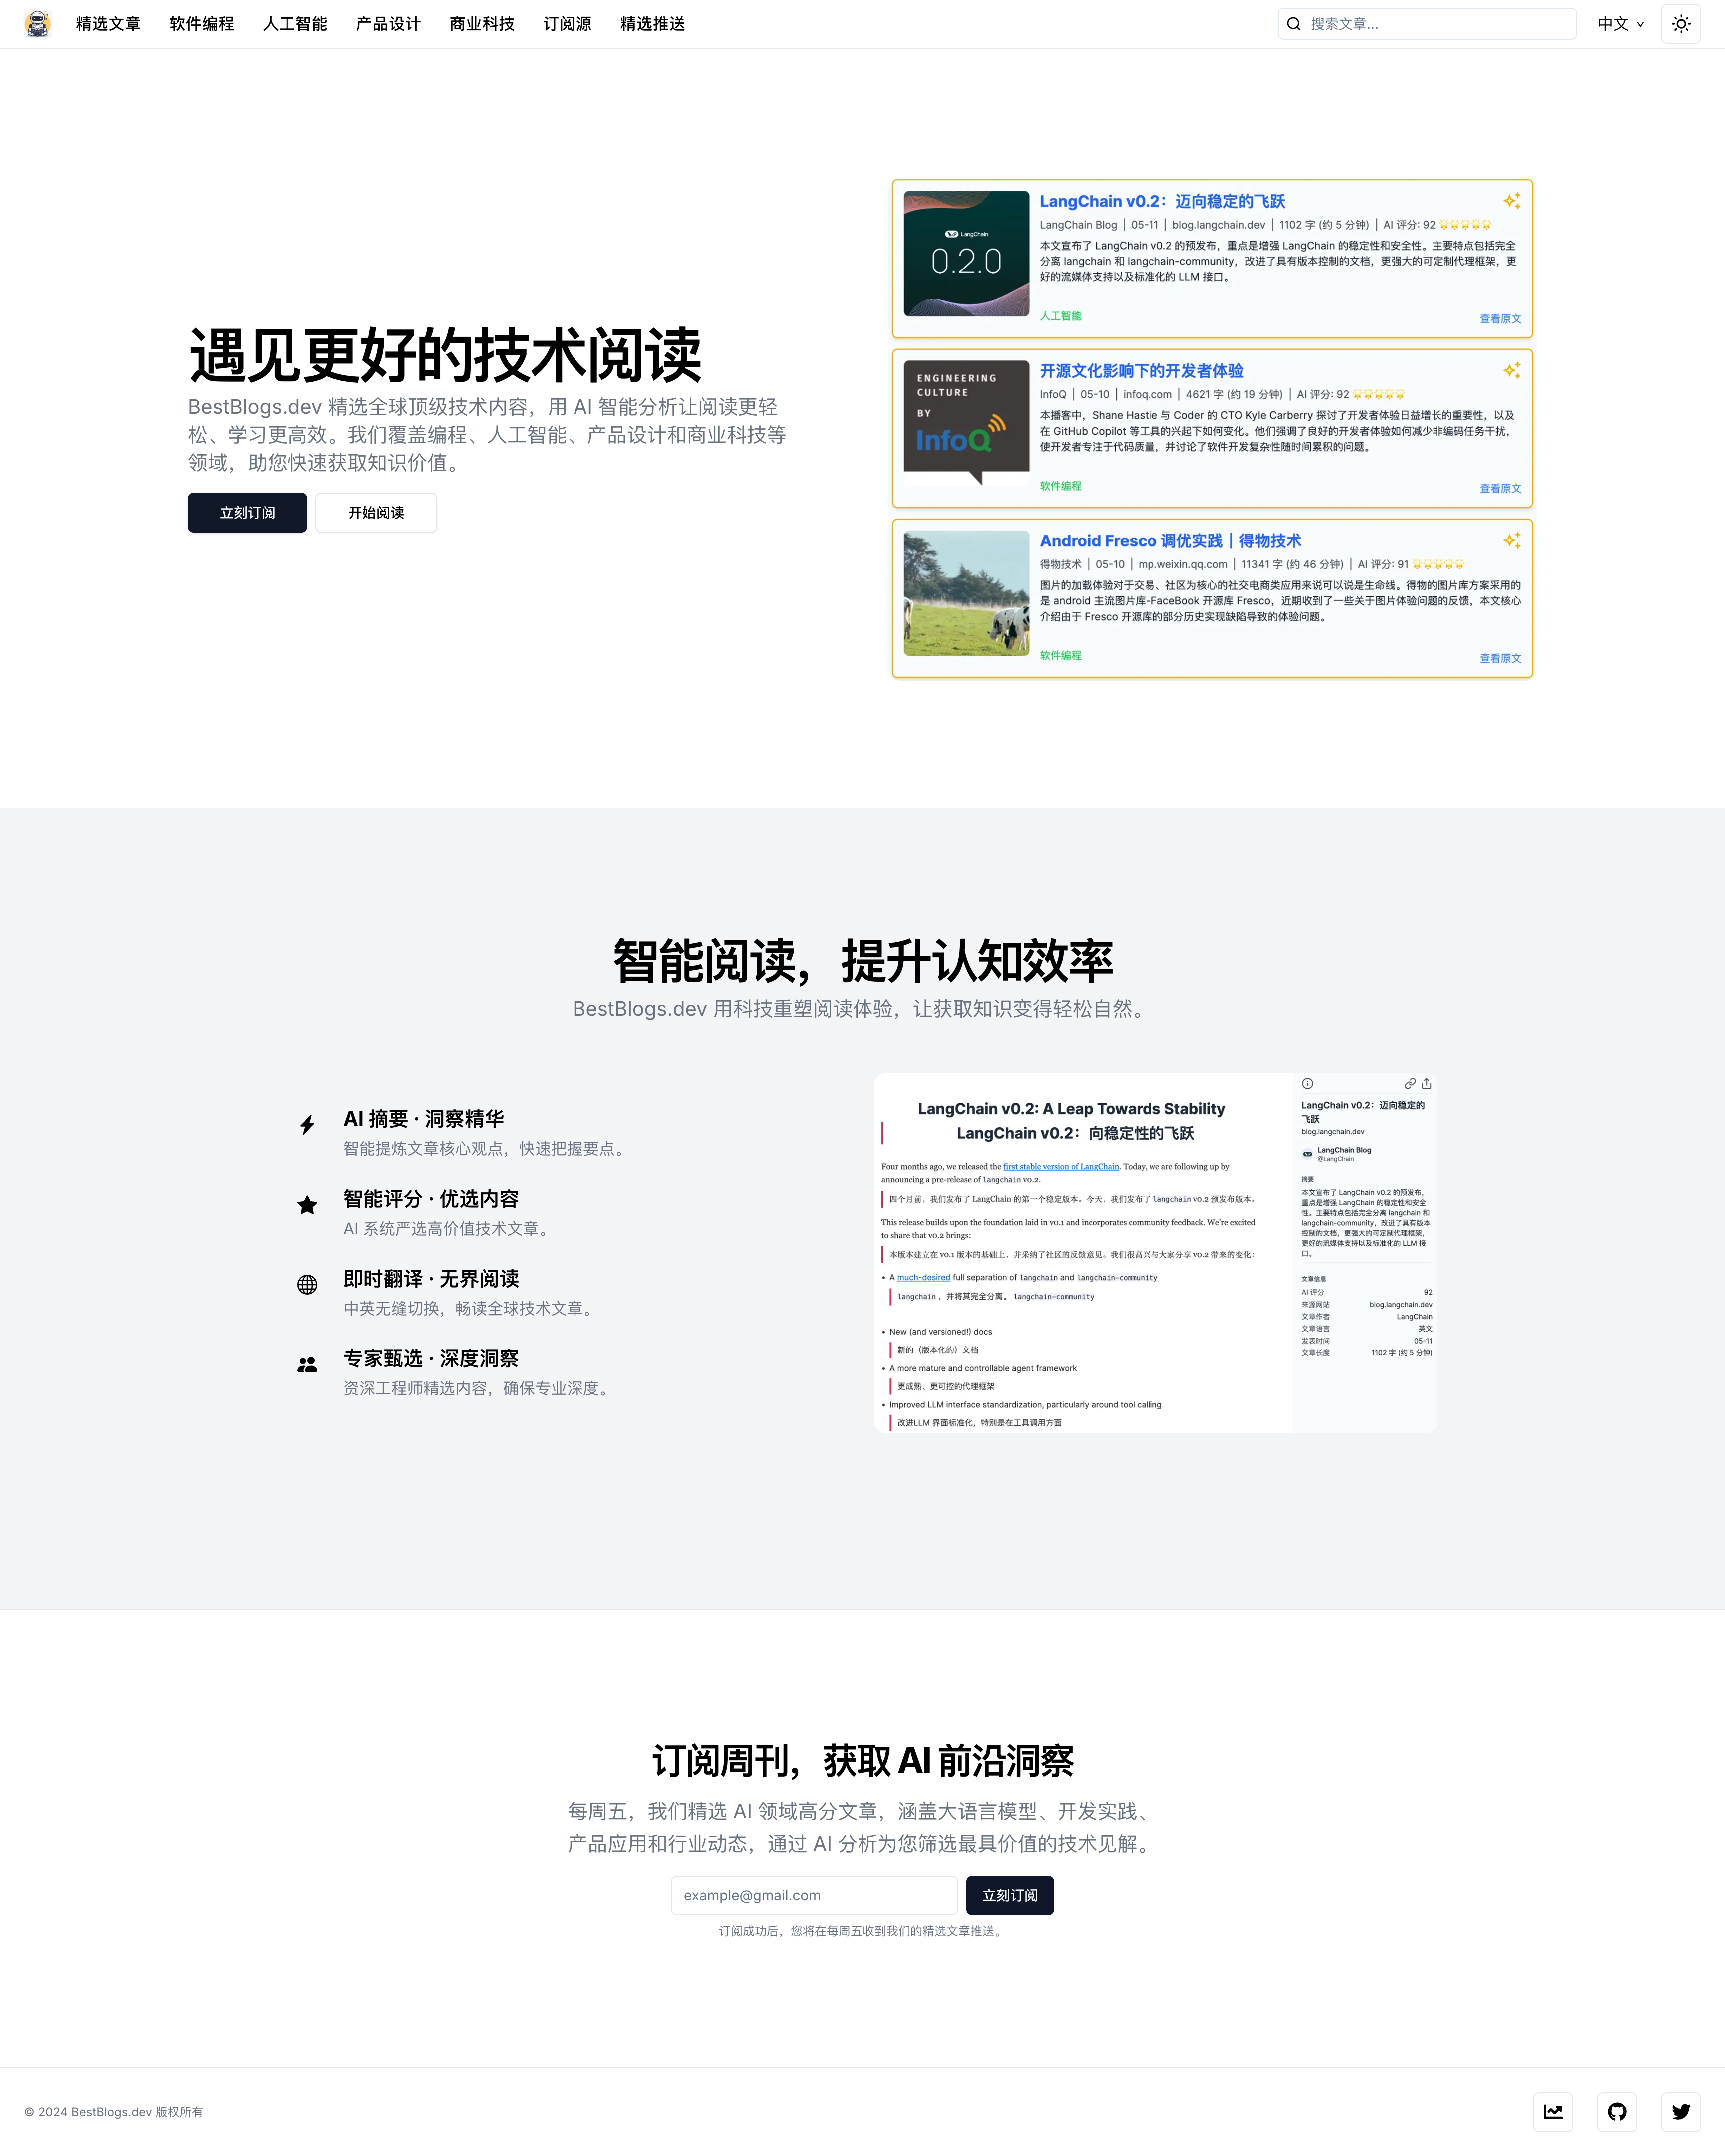 精选文章 软件编程 人工智能 产品设计 商业科技 订阅源 精选推送 搜索文章... 中文
遇见更好的技术阅读
BestBlogs.dev 精选全球顶级技术内容，用 AI 智能分析让阅读更轻
松、学习更高效。我们覆盖编程、人工智能、产品设计和商业科技等
领域，助您快速获取知识价值。
立刻订阅 开始阅读
LangChain
0.2.0
LangChain v0.2：迈向稳定的飞跃
LangChain Blog | 05-11 | blog.langchain.dev | 1102 字 (约 5 分钟) | AI 评分: 92 🌟🌟🌟🌟🌟
本文宣布了 LangChain v0.2 的预发布，重点是增强 LangChain 的稳定性和安全性。主要特点包括完全
分离 langchain 和 langchain-community，改进了具有版本控制的文档，更强大的可定制代理框架，更
好的流媒体支持以及标准化的 LLM 接口。
人工智能 查看原文
ENGINEERING
CULTURE
BY
InfoQ
开源文化影响下的开发者体验
InfoQ | 05-10 | infoq.com | 4621 字 (约 19 分钟) | AI 评分: 92 🌟🌟🌟🌟🌟
本播客中，Shane Hastie 与 Coder 的 CTO Kyle Carberry 探讨了开发者体验日益增长的重要性，以及
在 GitHub Copilot 等工具的兴起下如何变化。他们强调了良好的开发者体验如何减少非编码任务干扰，
使开发者专注于代码质量，并讨论了软件开发复杂性随时间累积的问题。
软件编程 查看原文
Android Fresco 调优实践｜得物技术
得物技术 | 05-10 | mp.weixin.qq.com | 11341 字 (约 46 分钟) | AI 评分: 91 🌟🌟🌟🌟🌟
图片的加载体验对于交易、社区为核心的社交电商类应用来说可以说是生命线。得物的图片库方案采用的
是 android 主流图片库-FaceBook 开源库 Fresco，近期收到了一些关于图片体验问题的反馈，本文核心
介绍由于 Fresco 开源库的部分历史实现缺陷导致的体验问题。
软件编程 查看原文
智能阅读，提升认知效率
BestBlogs.dev 用科技重塑阅读体验，让获取知识变得轻松自然。
AI 摘要 · 洞察精华
智能提炼文章核心观点，快速把握要点。
智能评分 · 优选内容
AI 系统严选高价值技术文章。
即时翻译 · 无界阅读
中英无缝切换，畅读全球技术文章。
专家甄选 · 深度洞察
资深工程师精选内容，确保专业深度。
LangChain v0.2: A Leap Towards Stability
LangChain v0.2：向稳定性的飞跃
Four months ago, we released the first stable version of LangChain. Today, we are following up by
announcing a pre-release of langchain v0.2.
四个月前，我们发布了 LangChain 的第一个稳定版本。今天，我们发布了 langchain v0.2 预发布版本。
This release builds upon the foundation laid in v0.1 and incorporates community feedback. We're excited
to share that v0.2 brings:
本版本建立在 v0.1 版本的基础上，并采纳了社区的反馈意见。我们很高兴与大家分享 v0.2 带来的变化：
• A much-desired full separation of langchain and langchain-community
langchain ，并将其完全分离。 langchain-community
• New (and versioned!) docs
新的（版本化的）文档
• A more mature and controllable agent framework
更成熟、更可控的代理框架
• Improved LLM interface standardization, particularly around tool calling
改进LLM 界面标准化，特别是在工具调用方面
LangChain v0.2：迈向稳定的
飞跃
blog.langchain.dev
LangChain Blog
@LangChain
摘要
本文宣布了 LangChain v0.2 的预发布，
重点是增强 LangChain 的稳定性和安全
性。主要特点包括完全分离 langchain 和
langchain-community，改进了具有版本
控制的文档，更强大的可定制代理框架，
更好的流媒体支持以及标准化的 LLM 接
口。
文章信息
AI 评分 92
来源网站 blog.langchain.dev
文章作者 LangChain
文章语言 英文
发表时间 05-11
文章长度 1102 字 (约 5 分钟)
订阅周刊，获取 AI 前沿洞察
每周五，我们精选 AI 领域高分文章，涵盖大语言模型、开发实践、
产品应用和行业动态，通过 AI 分析为您筛选最具价值的技术见解。
example@gmail.com 立刻订阅
订阅成功后，您将在每周五收到我们的精选文章推送。
© 2024 BestBlogs.dev 版权所有